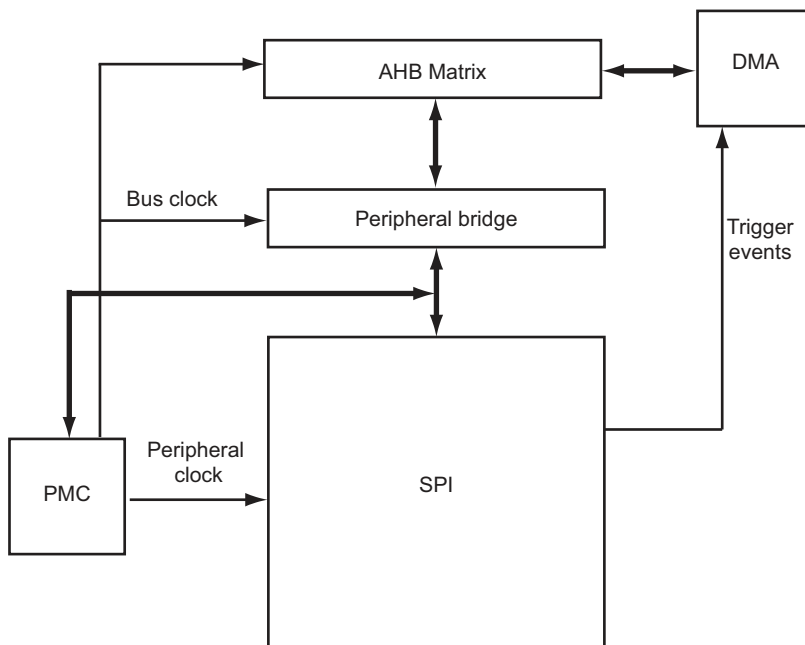 AHB Matrix
DMA
Bus clock
Peripheral bridge
Trigger
events
Peripheral
clock
PMC
SPI